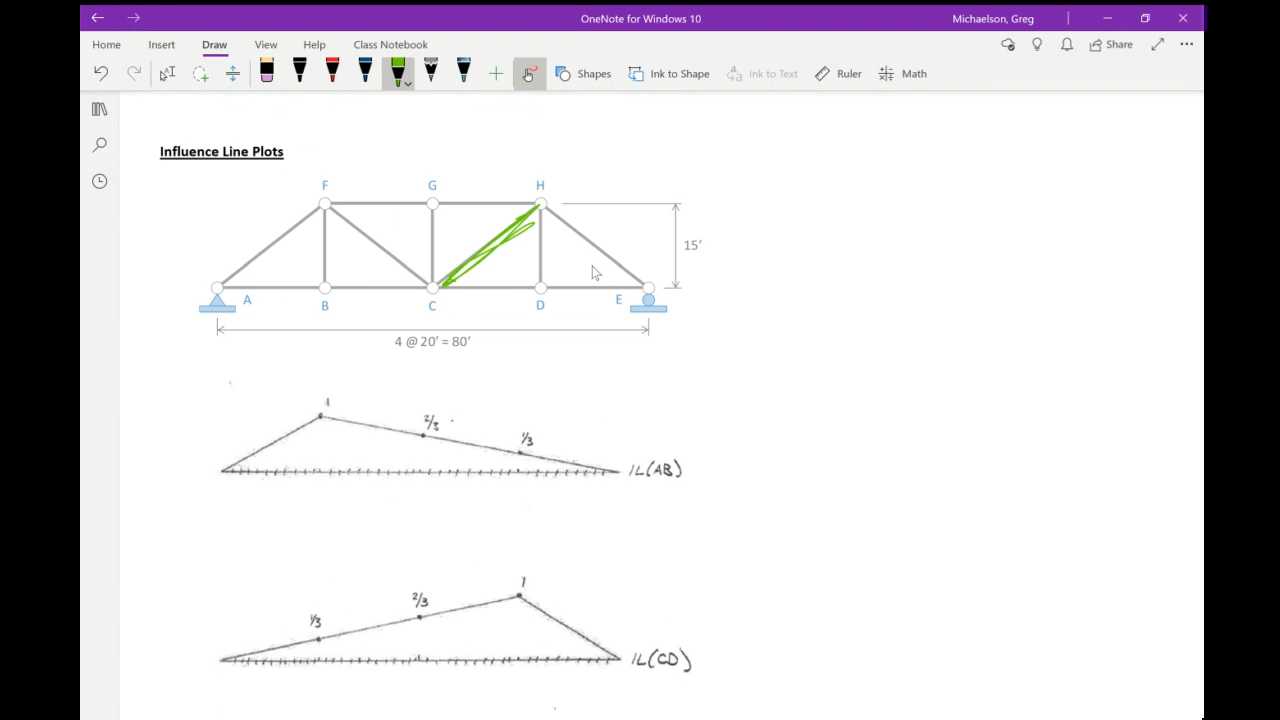 OneNote for Windows 10
Michaelson, Greg
Home Insert Draw View Help Class Notebook
Share
Shapes Ink to Shape Ink to Text Ruler Math
Influence Line Plots
F G H
15'
A B C D E
4 @ 20' = 80'
1
2/3
1/3
IL(AB)
1
2/3
1/3
IL(CD)